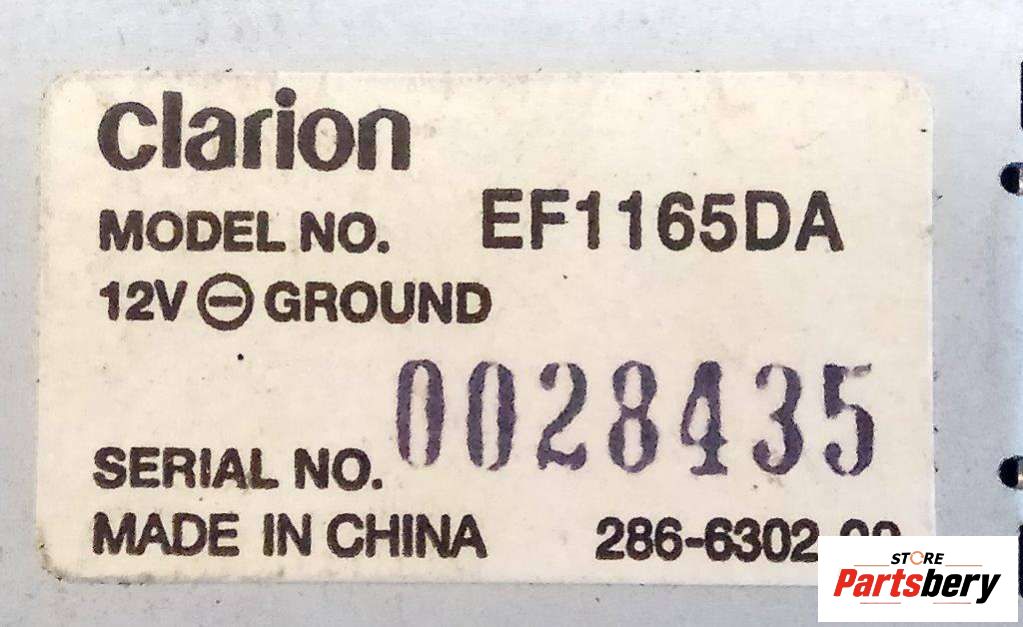 clarion
MODEL NO. EF1165DA
12V ⊖ GROUND
SERIAL NO. 0028435
MADE IN CHINA
STORE
Partsbery